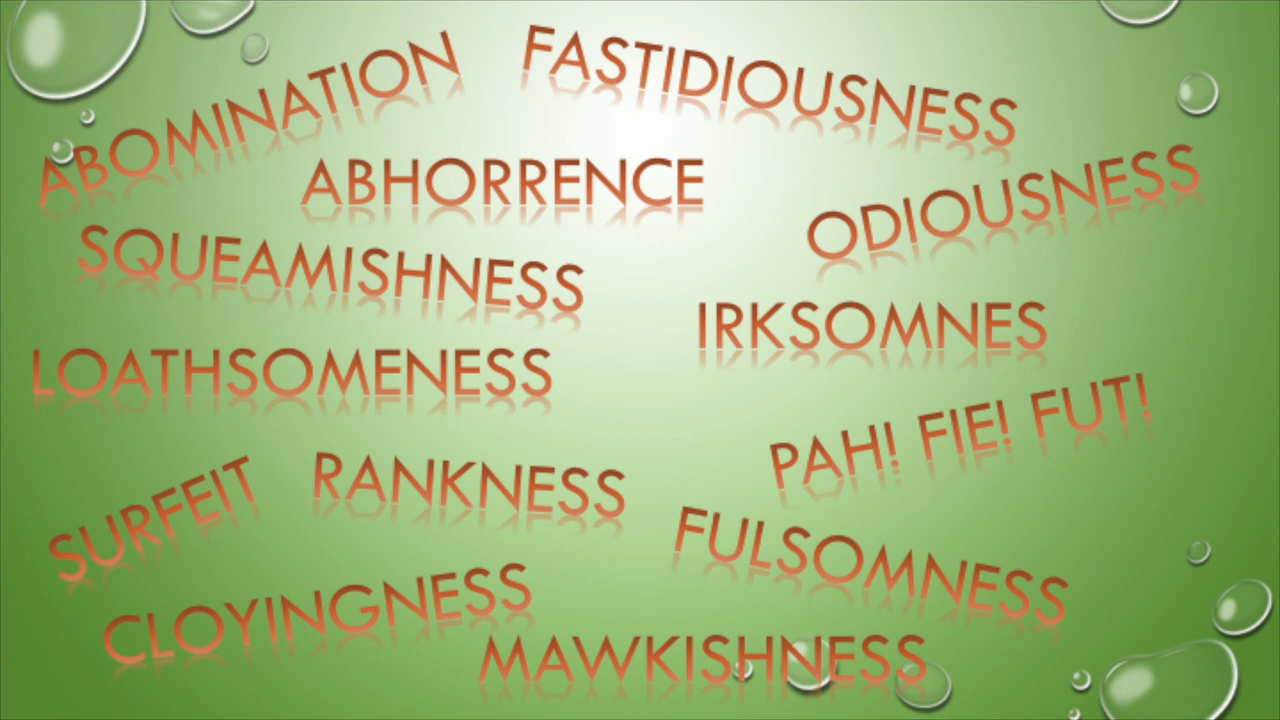 ABOMINATION
FASTIDIOUSNESS
ABHORRENCE
ODIOUSNESS
SQUEAMISHNESS
IRKSOMNES
LOATHSOMENESS
PAH! FIE! FUT!
SURFEIT
RANKNESS
FULSOMNESS
CLOYINGNESS
MAWKISHNESS